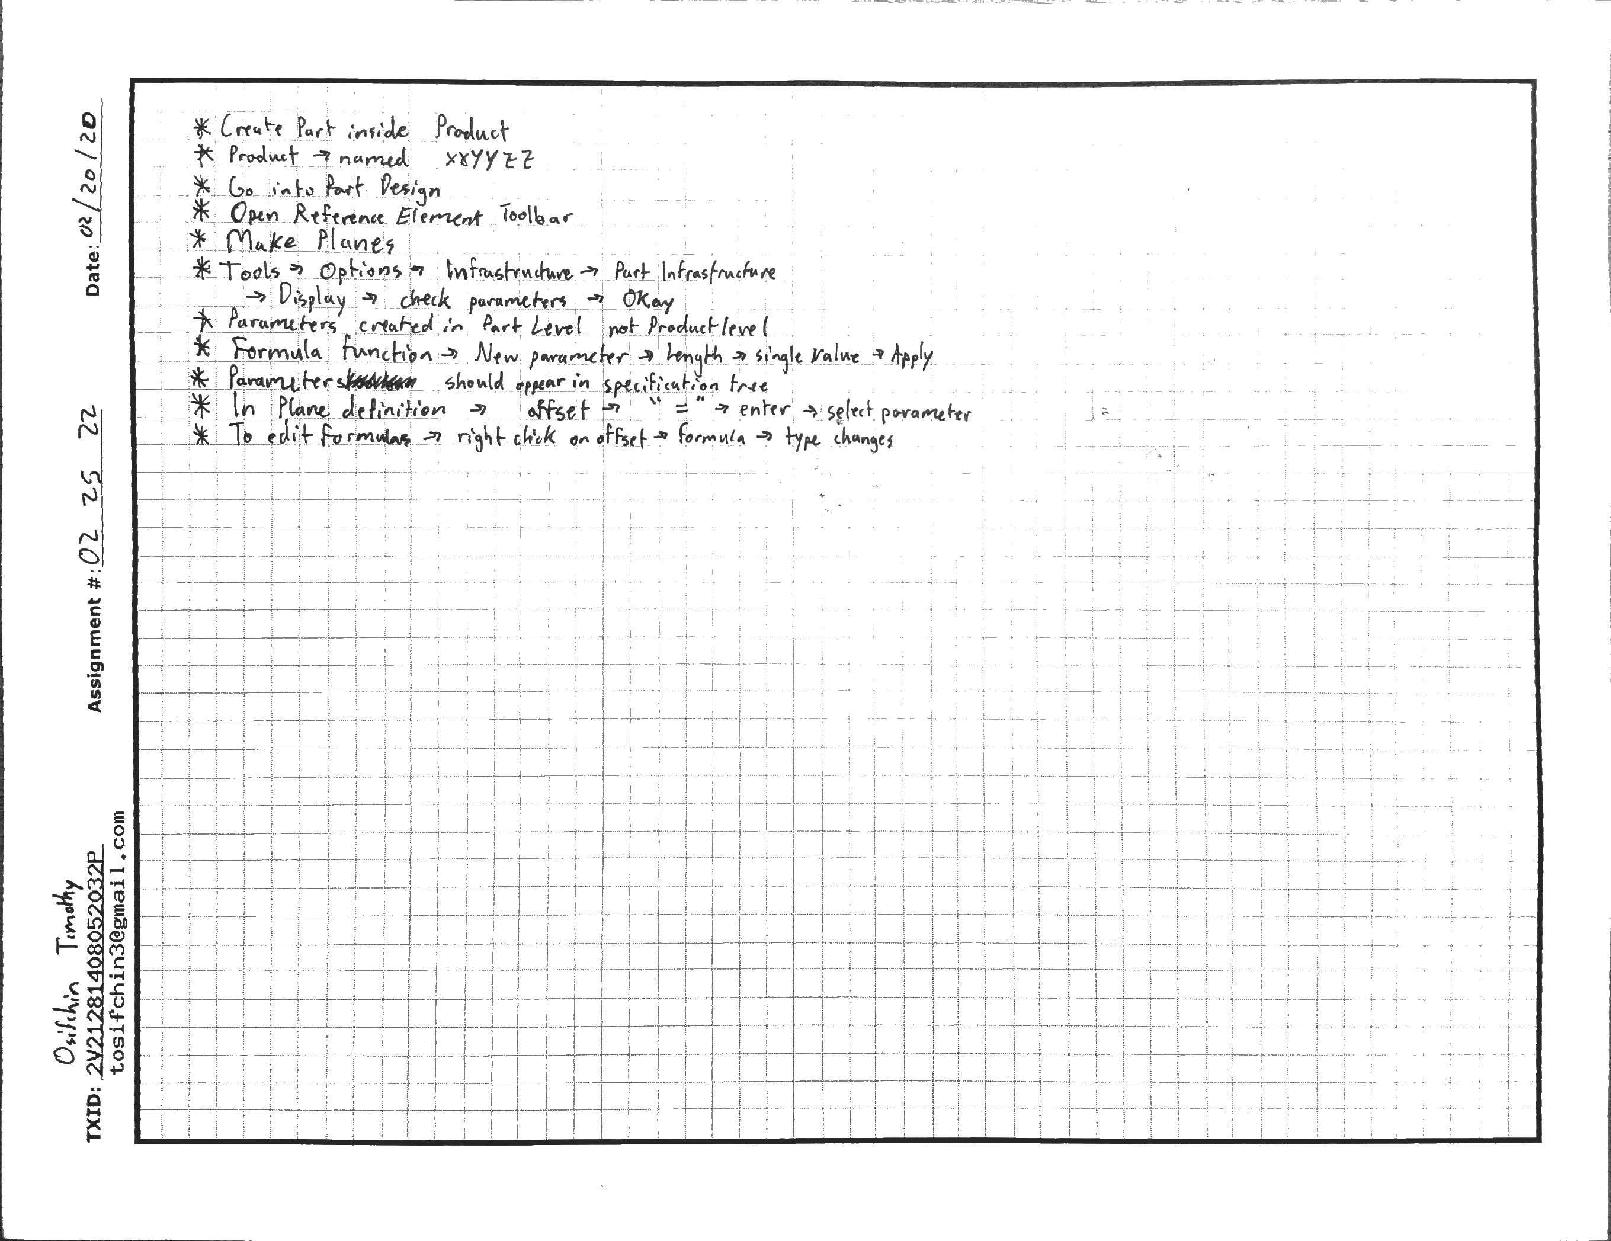 * Create Part inside Product
* Product → named XXYYZZ
* Go into Part Design
* Open Reference Element Toolbar
* Make Planes
* Tools → Options → Infrastructure → Part Infrastructure
→ Display → check parameters → OKay
* Parameters created in Part Level not Product level
* Formula function → New parameter → Length → single value → Apply
* Parameters should appear in specification tree
* In Plane definition → offset → "=" → enter → select parameter
* To edit formulas → right click on offset → formula → type changes
Date: 02/20/20
Assignment #: 02 25 22
Osifchin Timothy
TXID: 2V21281408052032P
tosifchin3@gmail.com